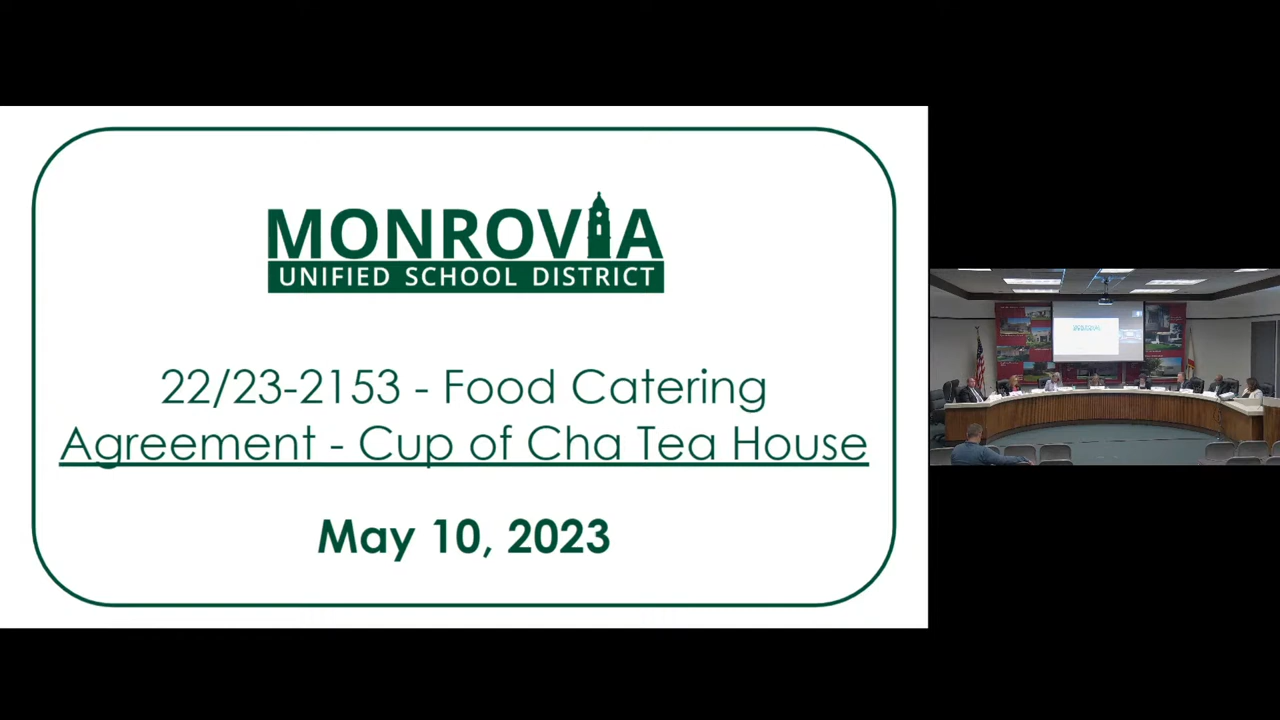 MONROVIA
UNIFIED SCHOOL DISTRICT
22/23-2153 - Food Catering
Agreement - Cup of Cha Tea House
May 10, 2023